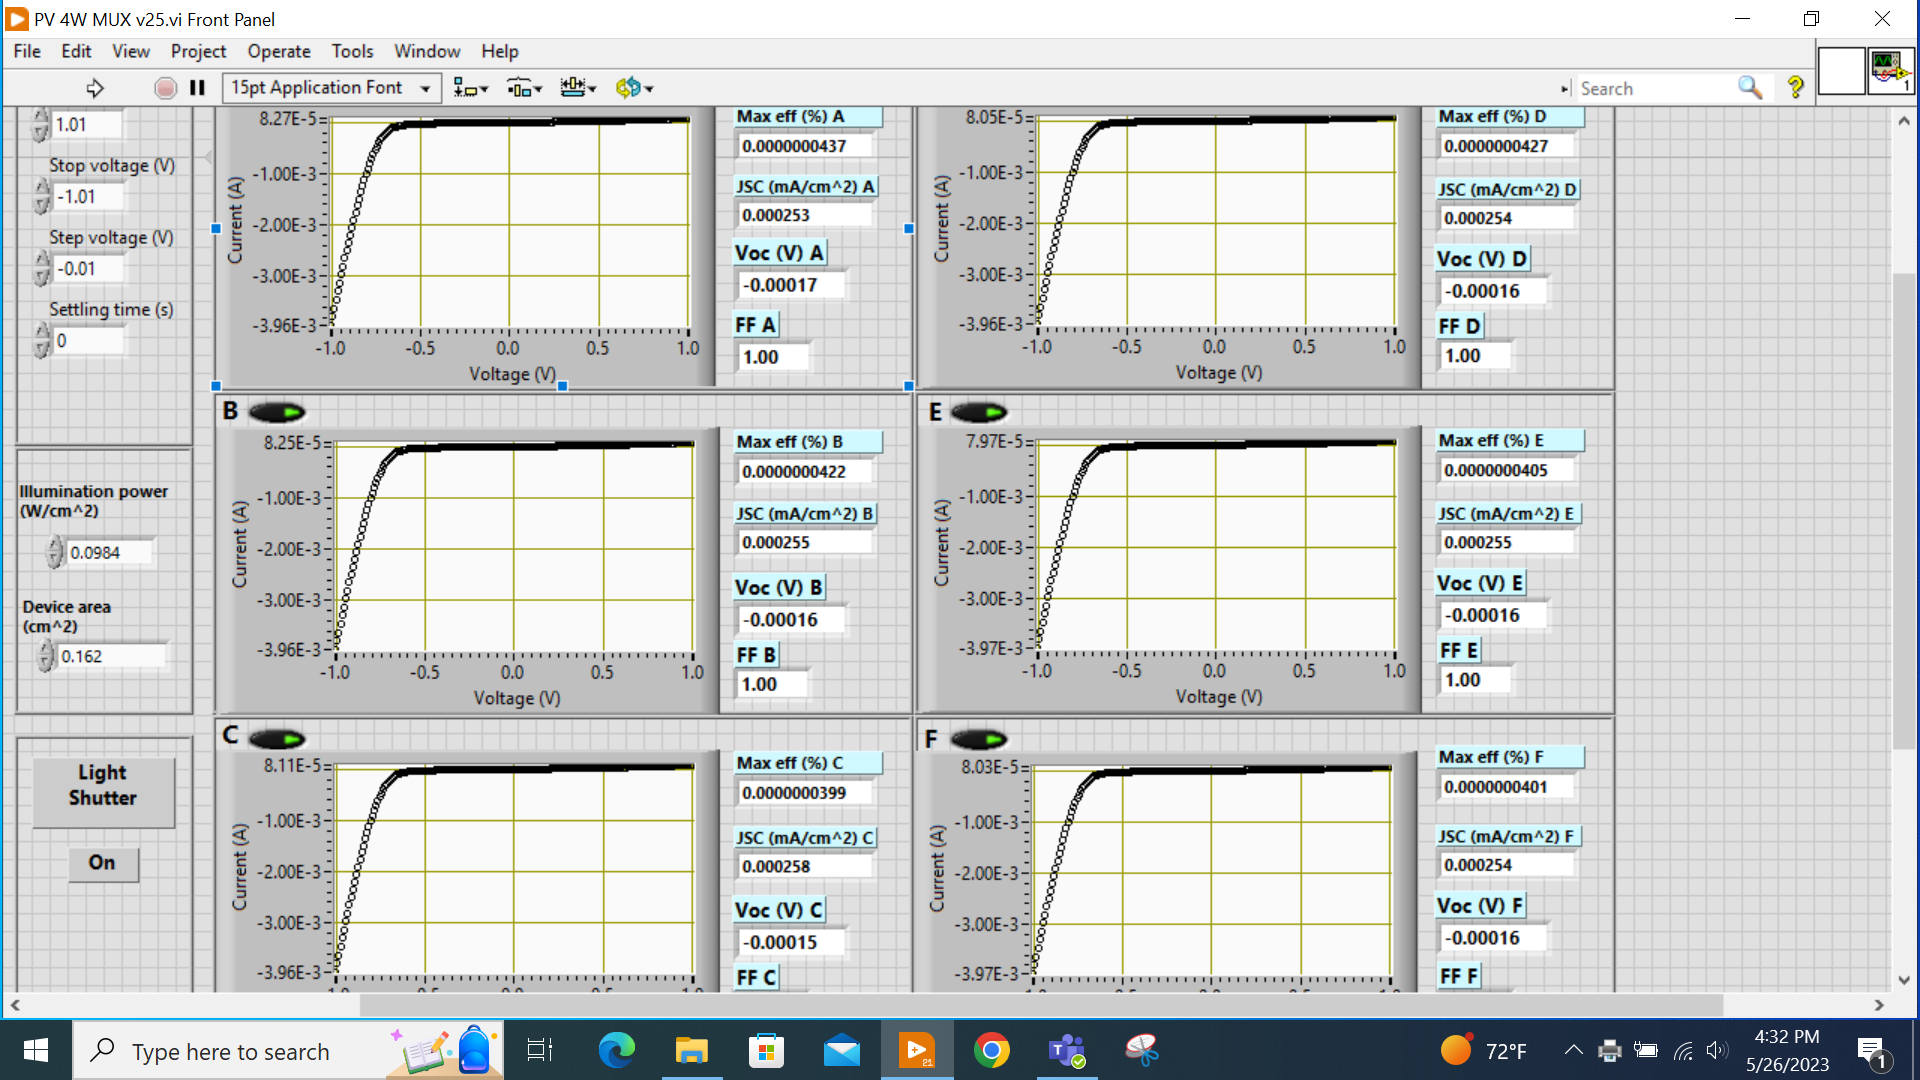 PV 4W MUX v25.vi Front Panel
File Edit View Project Operate Tools Window Help
15pt Application Font
Search
1
1.01
Stop voltage (V)
-1.01
Step voltage (V)
-0.01
Settling time (s)
0
Illumination power
(W/cm^2)
0.0984
Device area
(cm^2)
0.162
Light
Shutter
On
8.27E-5
-1.00E-3
-2.00E-3
-3.00E-3
-3.96E-3
Current (A)
-1.0 -0.5 0.0 0.5 1.0
Voltage (V)
Max eff (%) A
0.0000000437
JSC (mA/cm^2) A
0.000253
Voc (V) A
-0.00017
FF A
1.00
8.05E-5
-1.00E-3
-2.00E-3
-3.00E-3
-3.96E-3
Current (A)
-1.0 -0.5 0.0 0.5 1.0
Voltage (V)
Max eff (%) D
0.0000000427
JSC (mA/cm^2) D
0.000254
Voc (V) D
-0.00016
FF D
1.00
B
8.25E-5
-1.00E-3
-2.00E-3
-3.00E-3
-3.96E-3
Current (A)
-1.0 -0.5 0.0 0.5 1.0
Voltage (V)
Max eff (%) B
0.0000000422
JSC (mA/cm^2) B
0.000255
Voc (V) B
-0.00016
FF B
1.00
E
7.97E-5
-1.00E-3
-2.00E-3
-3.00E-3
-3.97E-3
Current (A)
-1.0 -0.5 0.0 0.5 1.0
Voltage (V)
Max eff (%) E
0.0000000405
JSC (mA/cm^2) E
0.000255
Voc (V) E
-0.00016
FF E
1.00
C
8.11E-5
-1.00E-3
-2.00E-3
-3.00E-3
-3.96E-3
Current (A)
Max eff (%) C
0.0000000399
JSC (mA/cm^2) C
0.000258
Voc (V) C
-0.00015
FF C
F
8.03E-5
-1.00E-3
-2.00E-3
-3.00E-3
-3.97E-3
Current (A)
Max eff (%) F
0.0000000401
JSC (mA/cm^2) F
0.000254
Voc (V) F
-0.00016
FF F
Type here to search
21
T
72°F
4:32 PM
5/26/2023
1